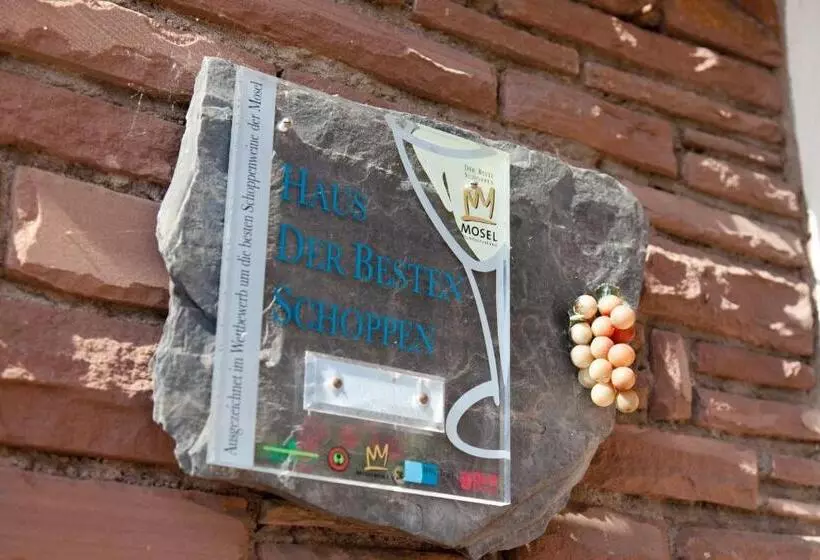 Ausgezeichnet im Wettbewerb um die besten Schoppenweine der Mosel
HAUS
DER BESTEN
SCHOPPEN
DER BESTE
SCHOPPEN
MOSEL